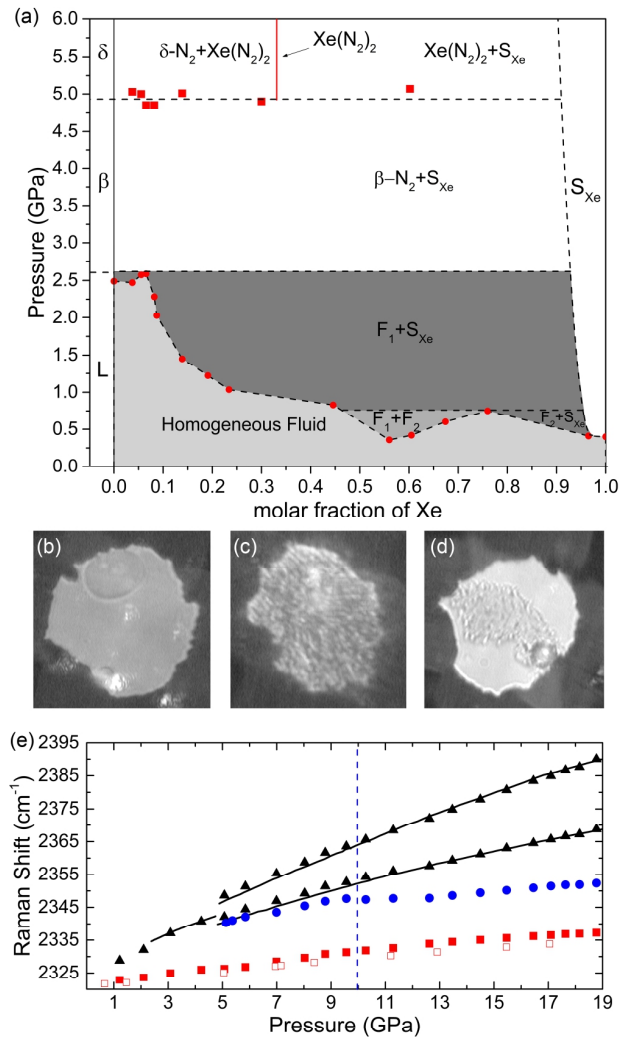 (a)
6.0
5.5
5.0
4.5
4.0
3.5
3.0
2.5
2.0
1.5
1.0
0.5
0.0
Pressure (GPa)
δ
β
L
δ-N₂+Xe(N₂)₂
Xe(N₂)₂
Xe(N₂)₂+S_Xe
β–N₂+S_Xe
S_Xe
F₁+S_Xe
F₁+F₂
F₂+S_Xe
Homogeneous Fluid
0.0 0.1 0.2 0.3 0.4 0.5 0.6 0.7 0.8 0.9 1.0
molar fraction of Xe
(b)
(c)
(d)
(e)
2395
2385
2375
2365
2355
2345
2335
2325
Raman Shift (cm⁻¹)
1 3 5 7 9 11 13 15 17 19
Pressure (GPa)